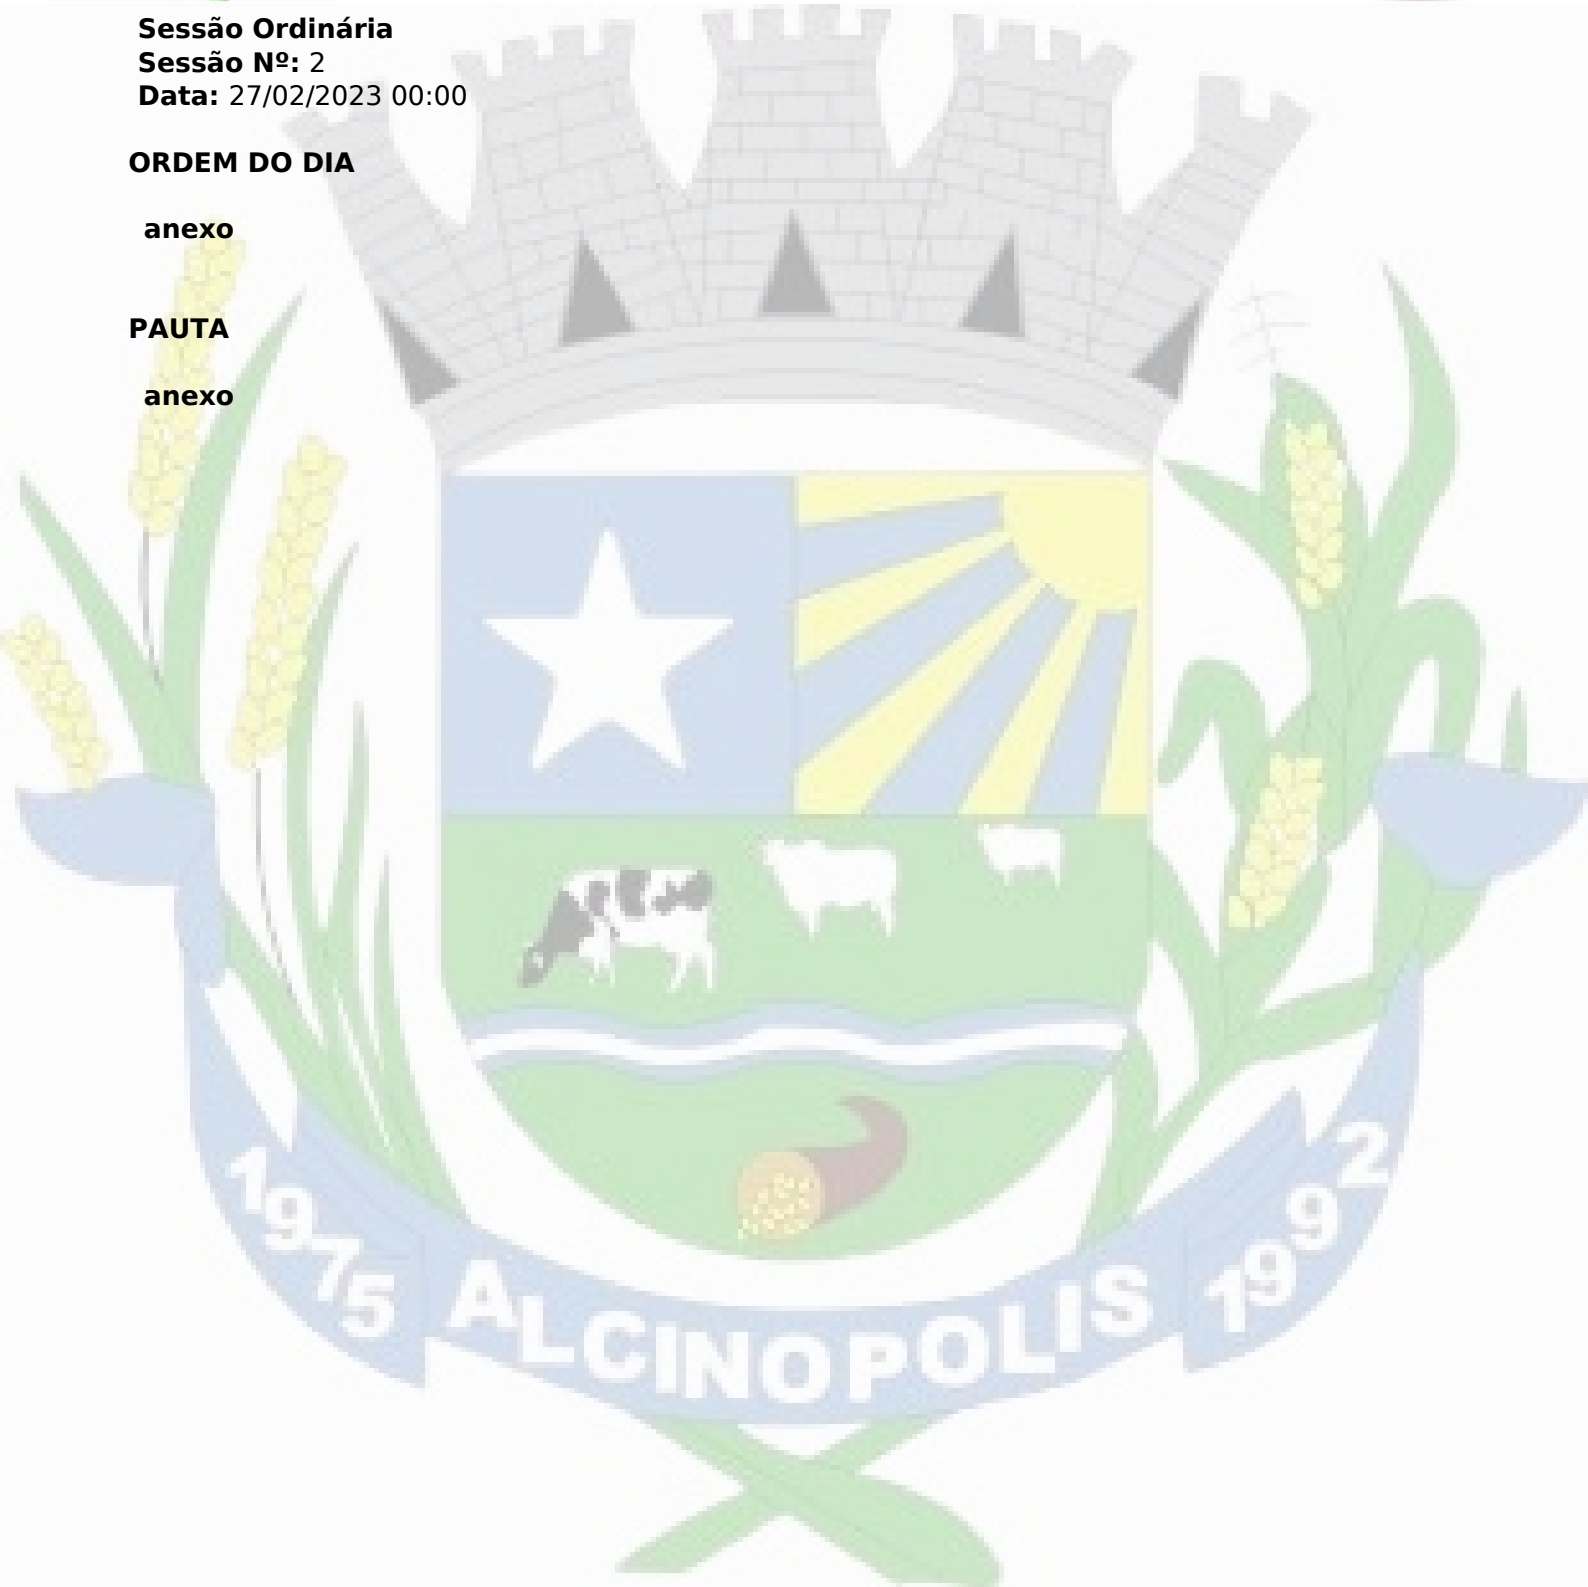 Sessão Ordinária
Sessão Nº: 2
Data: 27/02/2023 00:00
ORDEM DO DIA
anexo
PAUTA
anexo
1975 ALCINOPOLIS 1992